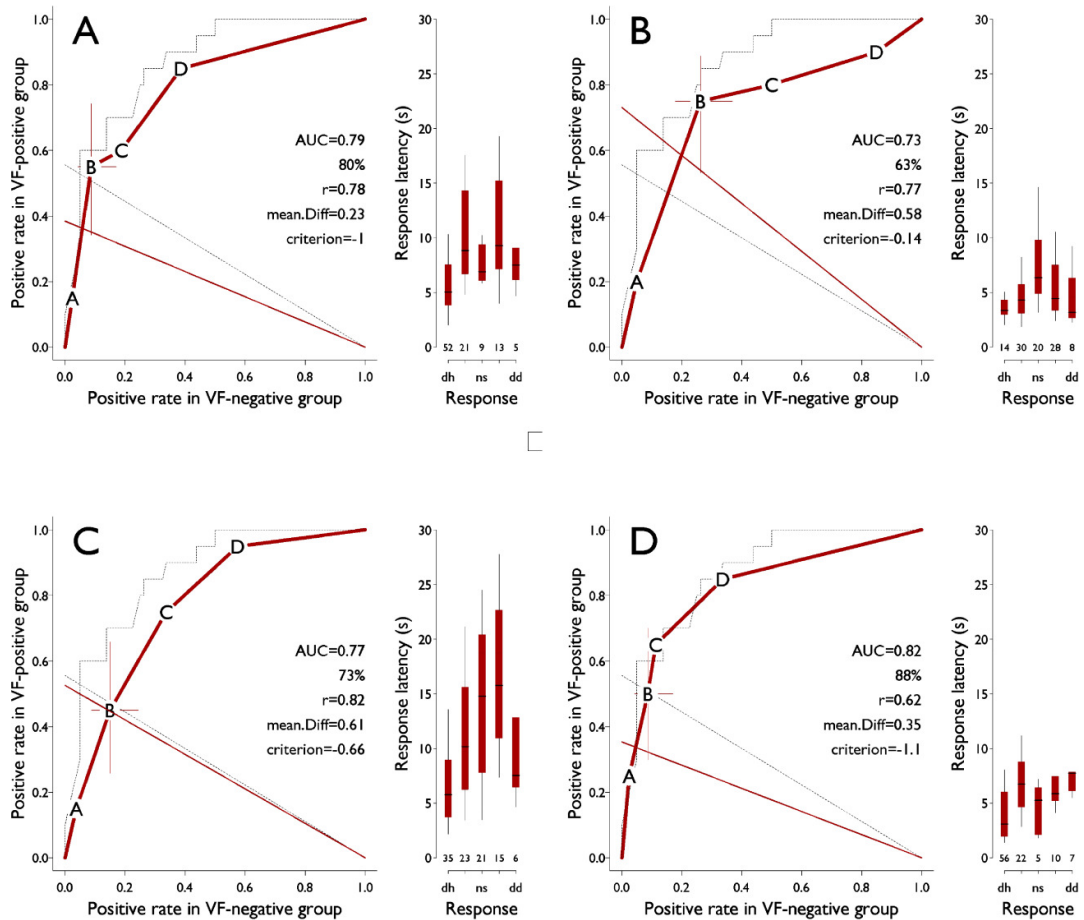 A
1.0
0.8
0.6
0.4
0.2
0.0
Positive rate in VF-positive group
A
B
C
D
AUC=0.79
80%
r=0.78
mean.Diff=0.23
criterion=-1
0.0 0.2 0.4 0.6 0.8 1.0
Positive rate in VF-negative group
30
25
20
15
10
5
0
Response latency (s)
52 21 9 13 5
dh ns dd
Response
B
1.0
0.8
0.6
0.4
0.2
0.0
Positive rate in VF-positive group
A
B
C
D
AUC=0.73
63%
r=0.77
mean.Diff=0.58
criterion=-0.14
0.0 0.2 0.4 0.6 0.8 1.0
Positive rate in VF-negative group
30
25
20
15
10
5
0
Response latency (s)
14 30 20 28 8
dh ns dd
Response
C
1.0
0.8
0.6
0.4
0.2
0.0
Positive rate in VF-positive group
A
B
C
D
AUC=0.77
73%
r=0.82
mean.Diff=0.61
criterion=-0.66
0.0 0.2 0.4 0.6 0.8 1.0
Positive rate in VF-negative group
30
25
20
15
10
5
0
Response latency (s)
35 23 21 15 6
dh ns dd
Response
D
1.0
0.8
0.6
0.4
0.2
0.0
Positive rate in VF-positive group
A
B
C
D
AUC=0.82
88%
r=0.62
mean.Diff=0.35
criterion=-1.1
0.0 0.2 0.4 0.6 0.8 1.0
Positive rate in VF-negative group
30
25
20
15
10
5
0
Response latency (s)
56 22 5 10 7
dh ns dd
Response